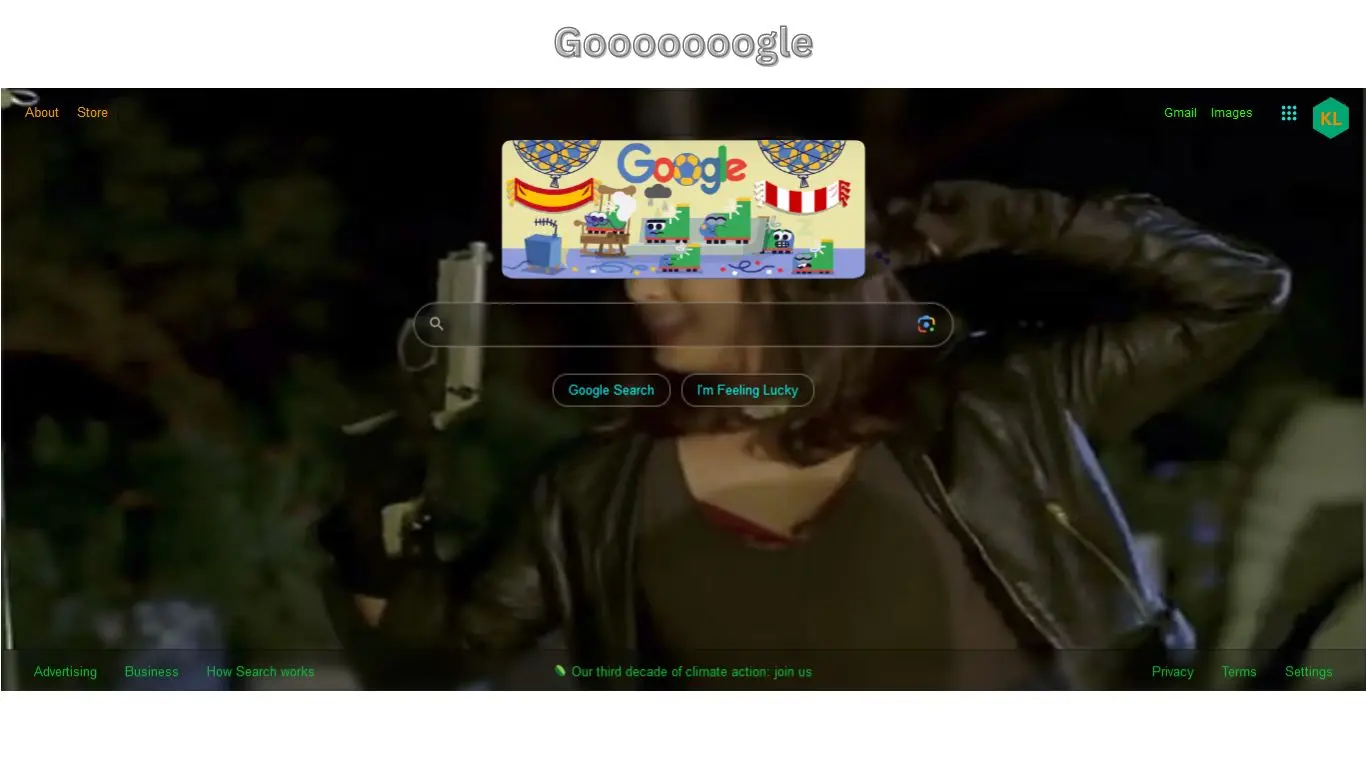 Gooooooogle
About Store Gmail Images KL
Google
Google Search I'm Feeling Lucky
Advertising Business How Search works Our third decade of climate action: join us Privacy Terms Settings